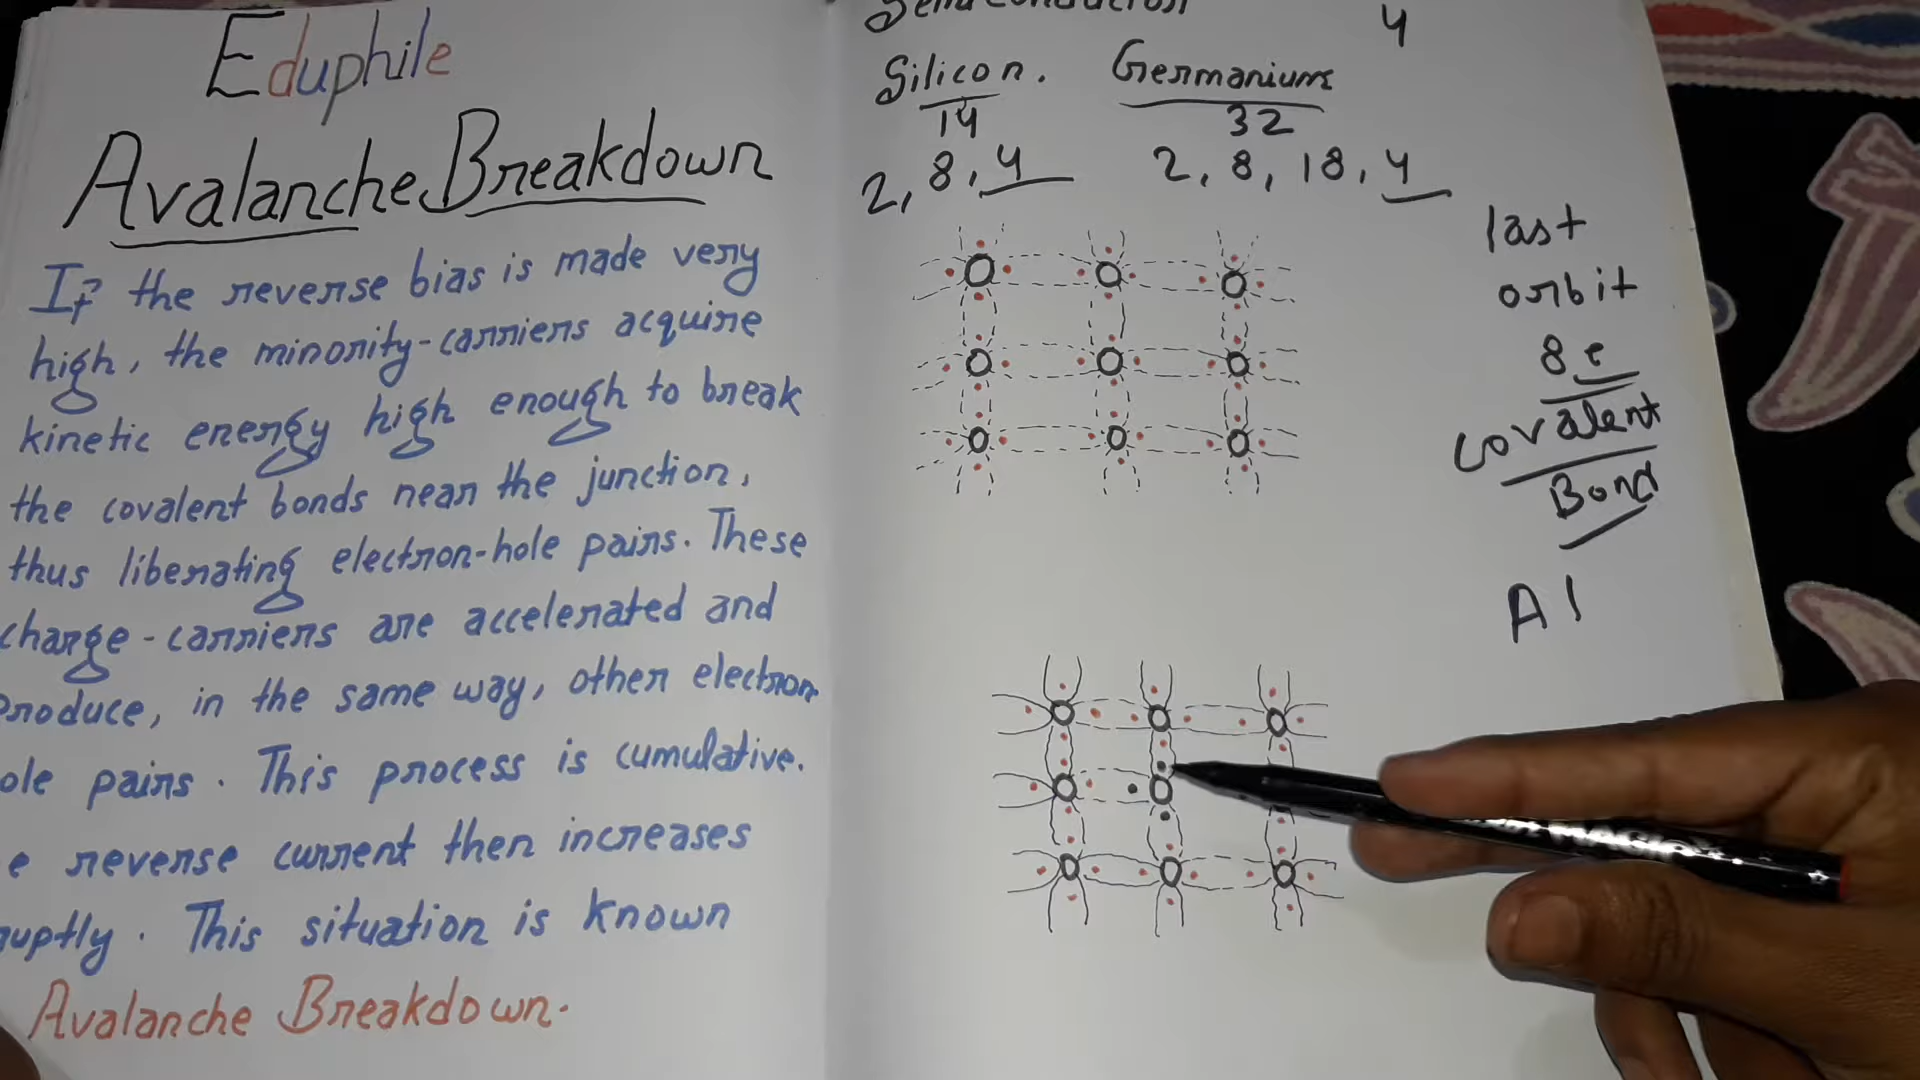 Eduphile
Avalanche Breakdown
If the reverse bias is made very
high, the minority-carriers acquire
kinetic energy high enough to break
the covalent bonds near the junction,
thus liberating electron-hole pairs. These
charge-carriers are accelerated and
produce, in the same way, other electron-
ole pairs. This process is cumulative.
e reverse current then increases
ruptly. This situation is known
Avalanche Breakdown.
Semiconductor
4
Silicon. Germanium
14 32
2, 8, 4 2, 8, 18, 4
last
orbit
8 e
covalent
Bond
Al